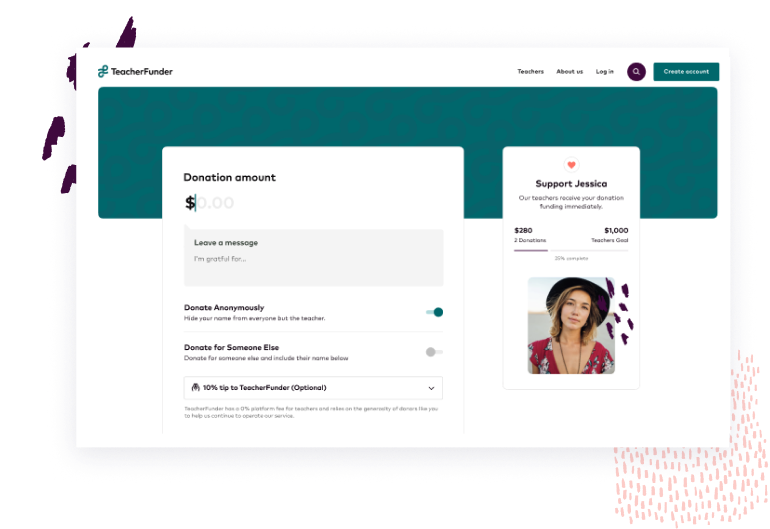 TeacherFunder
Teachers About us Log in Create account
Donation amount
$0.00
Leave a message
I'm gratful for...
Donate Anonymously
Hide your name from everyone but the teacher.
Donate for Someone Else
Donate for someone else and include their name below
10% tip to TeacherFunder (Optional)
TeacherFunder has a 0% platform fee for teachers and relies on the generosity of donors like you
to help us continue to operate our service.
Support Jessica
Our teachers receive your donation
funding immediately.
$280 $1,000
2 Donations Teachers Goal
% complete